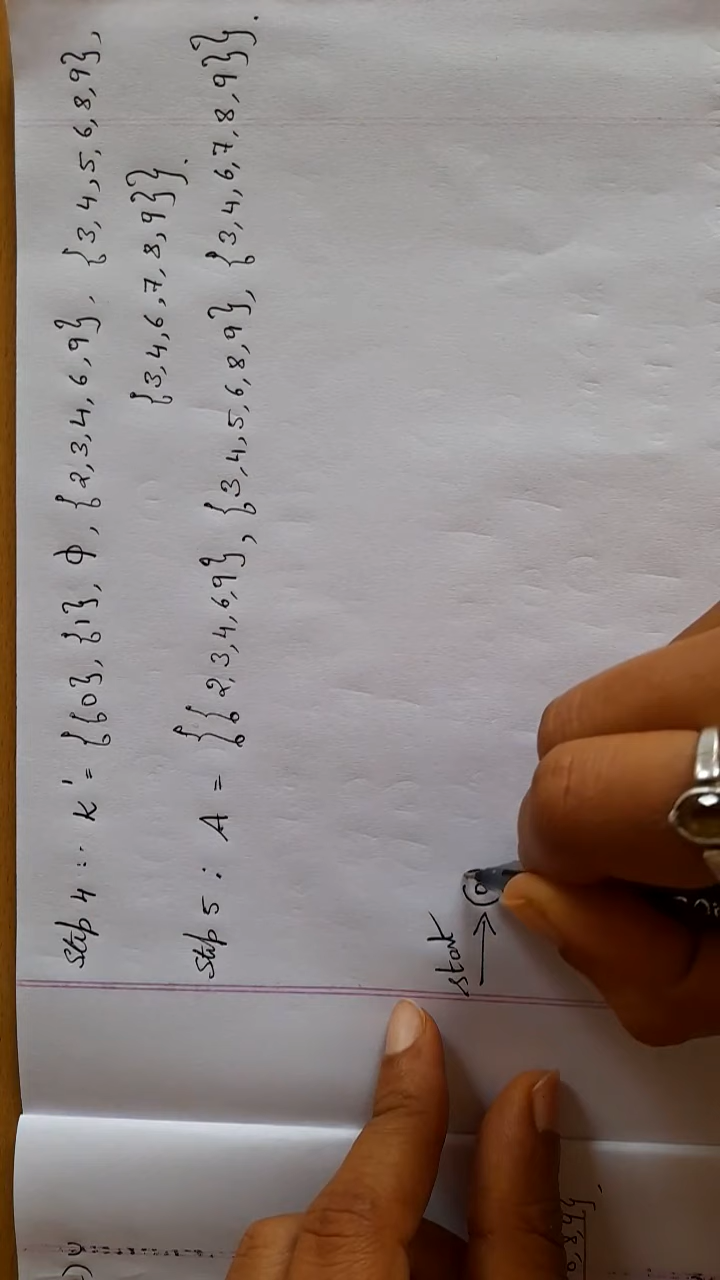 Step 4 :- K' = {{0}, {1}, φ, {2,3,4,6,9}, {3,4,5,6,8,9},
{3,4,6,7,8,9}}.
Step 5 : A = {{2,3,4,6,9}, {3,4,5,6,8,9}, {3,4,6,7,8,9}}.
start